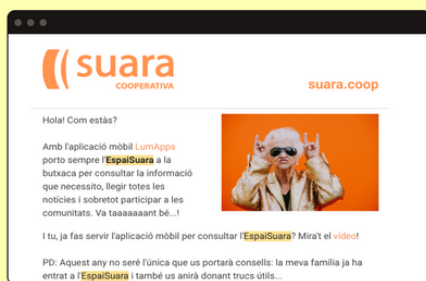 suara
COOPERATIVA
suara.coop
Hola! Com estàs?
Amb l'aplicació mòbil LumApps
porto sempre l'EspaiSuara a la
butxaca per consultar la informació
que necessito, llegir totes les
notícies i sobretot participar a les
comunitats. Va taaaaaaant bé...!
I tu, ja fas servir l'aplicació mòbil per consultar l'EspaiSuara? Mira't el vídeo!
PD: Aquest any no seré l'única que us portarà consells: la meva família ja ha
entrat a l'EspaiSuara i també us anirà donant trucs útils...